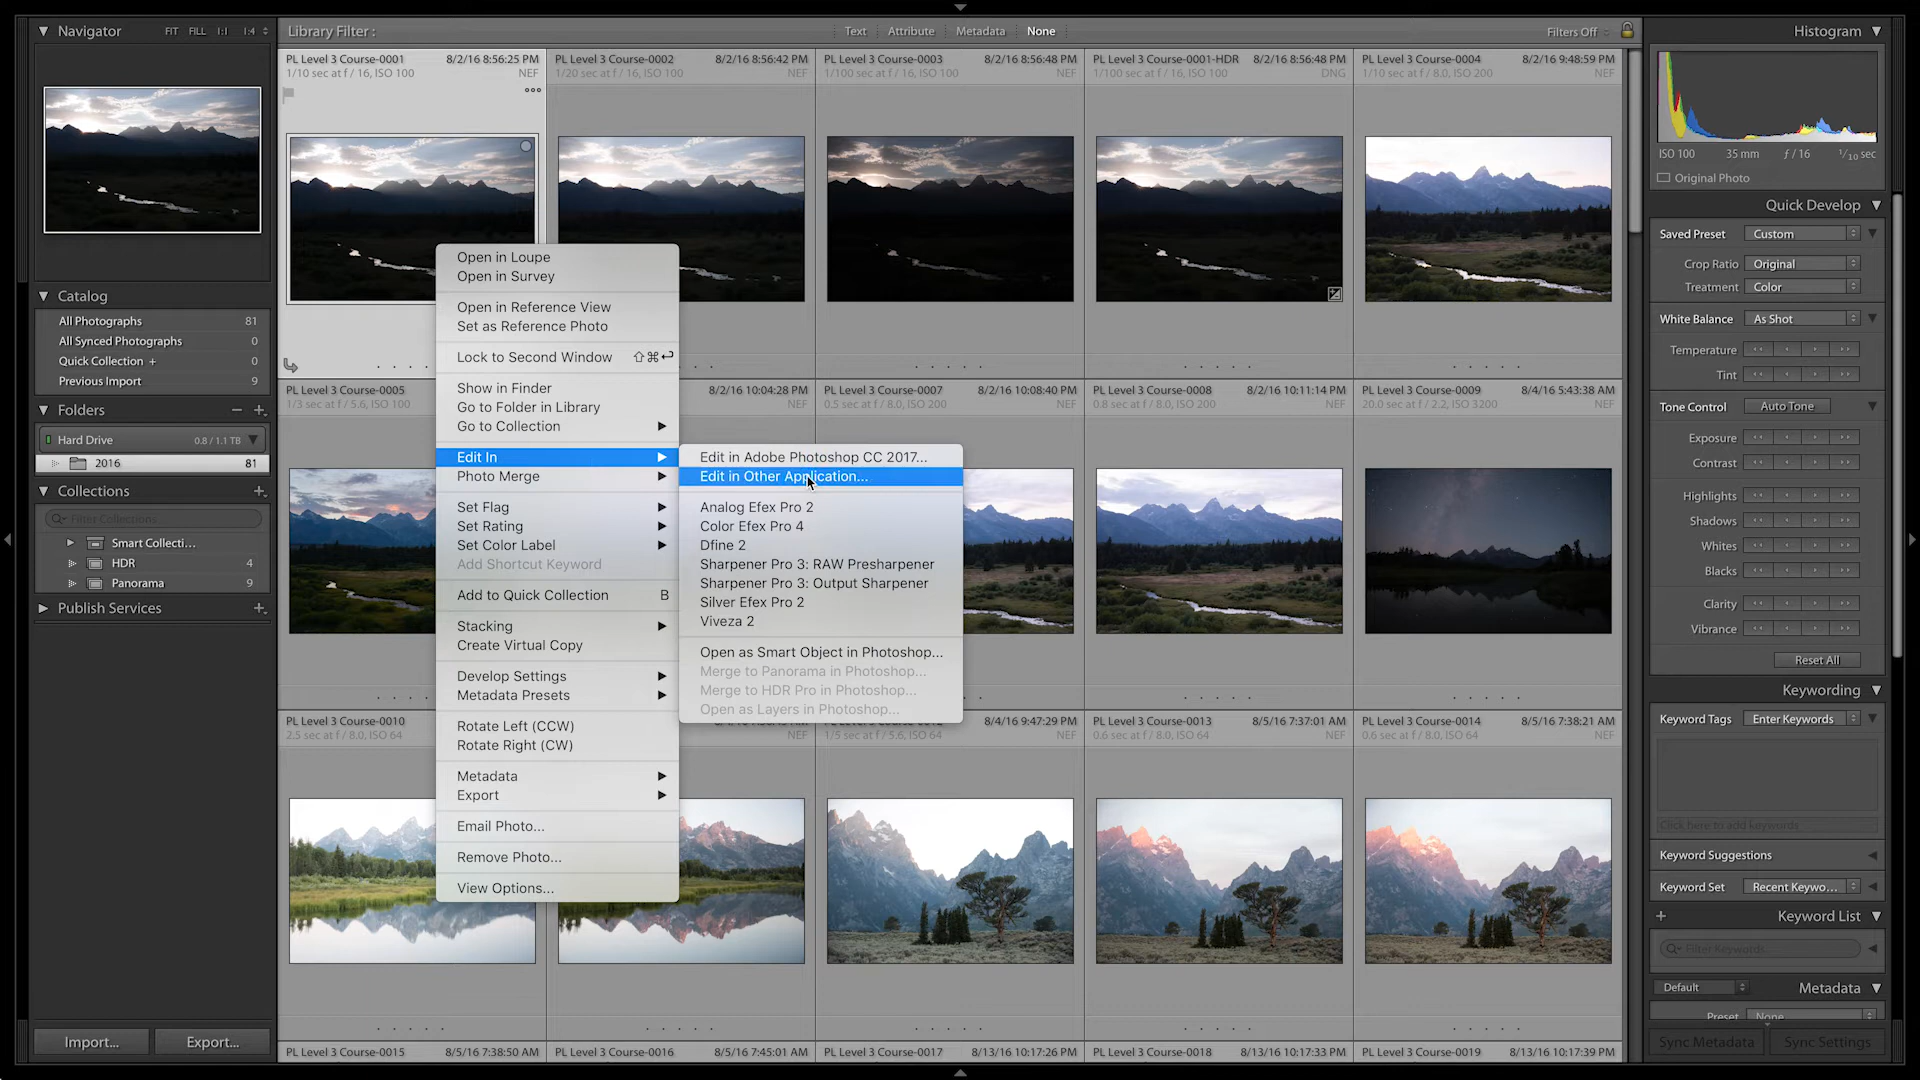 Navigator FIT FILL 1:1 1:4
Library Filter : Text Attribute Metadata None Filters Off
Histogram
PL Level 3 Course-0001 8/2/16 8:56:25 PM
1/10 sec at f / 16, ISO 100 NEF
PL Level 3 Course-0002 8/2/16 8:56:42 PM
1/20 sec at f / 16, ISO 100 NEF
PL Level 3 Course-0003 8/2/16 8:56:48 PM
1/100 sec at f / 16, ISO 100 NEF
PL Level 3 Course-0001-HDR 8/2/16 8:56:48 PM
1/100 sec at f / 16, ISO 100 DNG
PL Level 3 Course-0004 8/2/16 9:48:59 PM
1/10 sec at f / 8.0, ISO 200 NEF
ISO 100 35 mm f / 16 1/10 sec
Original Photo
Quick Develop
Saved Preset Custom
Crop Ratio Original
Treatment Color
White Balance As Shot
Temperature
Tint
Tone Control Auto Tone
Exposure
Contrast
Highlights
Shadows
Whites
Blacks
Clarity
Vibrance
Reset All
Keywording
Keyword Tags Enter Keywords
Click here to add keywords
Keyword Suggestions
Keyword Set Recent Keywo...
Keyword List
Filter Keywords
Default Metadata
Preset None
Sync Metadata Sync Settings
Catalog
All Photographs 81
All Synced Photographs 0
Quick Collection + 0
Previous Import 9
Folders
Hard Drive 0.8 / 1.1 TB
2016 81
Collections
Filter Collections
Smart Collecti...
HDR 4
Panorama 9
Publish Services
Import... Export...
Open in Loupe
Open in Survey
Open in Reference View
Set as Reference Photo
Lock to Second Window ⇧⌘↩
Show in Finder
Go to Folder in Library
Go to Collection
Edit In
Photo Merge
Set Flag
Set Rating
Set Color Label
Add Shortcut Keyword
Add to Quick Collection B
Stacking
Create Virtual Copy
Develop Settings
Metadata Presets
Rotate Left (CCW)
Rotate Right (CW)
Metadata
Export
Email Photo...
Remove Photo...
View Options...
Edit in Adobe Photoshop CC 2017...
Edit in Other Application...
Analog Efex Pro 2
Color Efex Pro 4
Dfine 2
Sharpener Pro 3: RAW Presharpener
Sharpener Pro 3: Output Sharpener
Silver Efex Pro 2
Viveza 2
Open as Smart Object in Photoshop...
Merge to Panorama in Photoshop...
Merge to HDR Pro in Photoshop...
Open as Layers in Photoshop...
PL Level 3 Course-0005
1/3 sec at f / 5.6, ISO 100
8/2/16 10:04:28 PM
NEF
PL Level 3 Course-0007 8/2/16 10:08:40 PM
0.5 sec at f / 8.0, ISO 200 NEF
PL Level 3 Course-0008 8/2/16 10:11:14 PM
0.8 sec at f / 8.0, ISO 200 NEF
PL Level 3 Course-0009 8/4/16 5:43:38 AM
20.0 sec at f / 2.2, ISO 3200 NEF
PL Level 3 Course-0010
2.5 sec at f / 8.0, ISO 64
NEF
8/4/16 9:47:29 PM
1/5 sec at f / 5.6, ISO 64 NEF
PL Level 3 Course-0013 8/5/16 7:37:01 AM
0.6 sec at f / 8.0, ISO 64 NEF
PL Level 3 Course-0014 8/5/16 7:38:21 AM
0.6 sec at f / 8.0, ISO 64 NEF
PL Level 3 Course-0015 8/5/16 7:38:50 AM
PL Level 3 Course-0016 8/5/16 7:45:01 AM
PL Level 3 Course-0017 8/13/16 10:17:26 PM
PL Level 3 Course-0018 8/13/16 10:17:33 PM
PL Level 3 Course-0019 8/13/16 10:17:39 PM